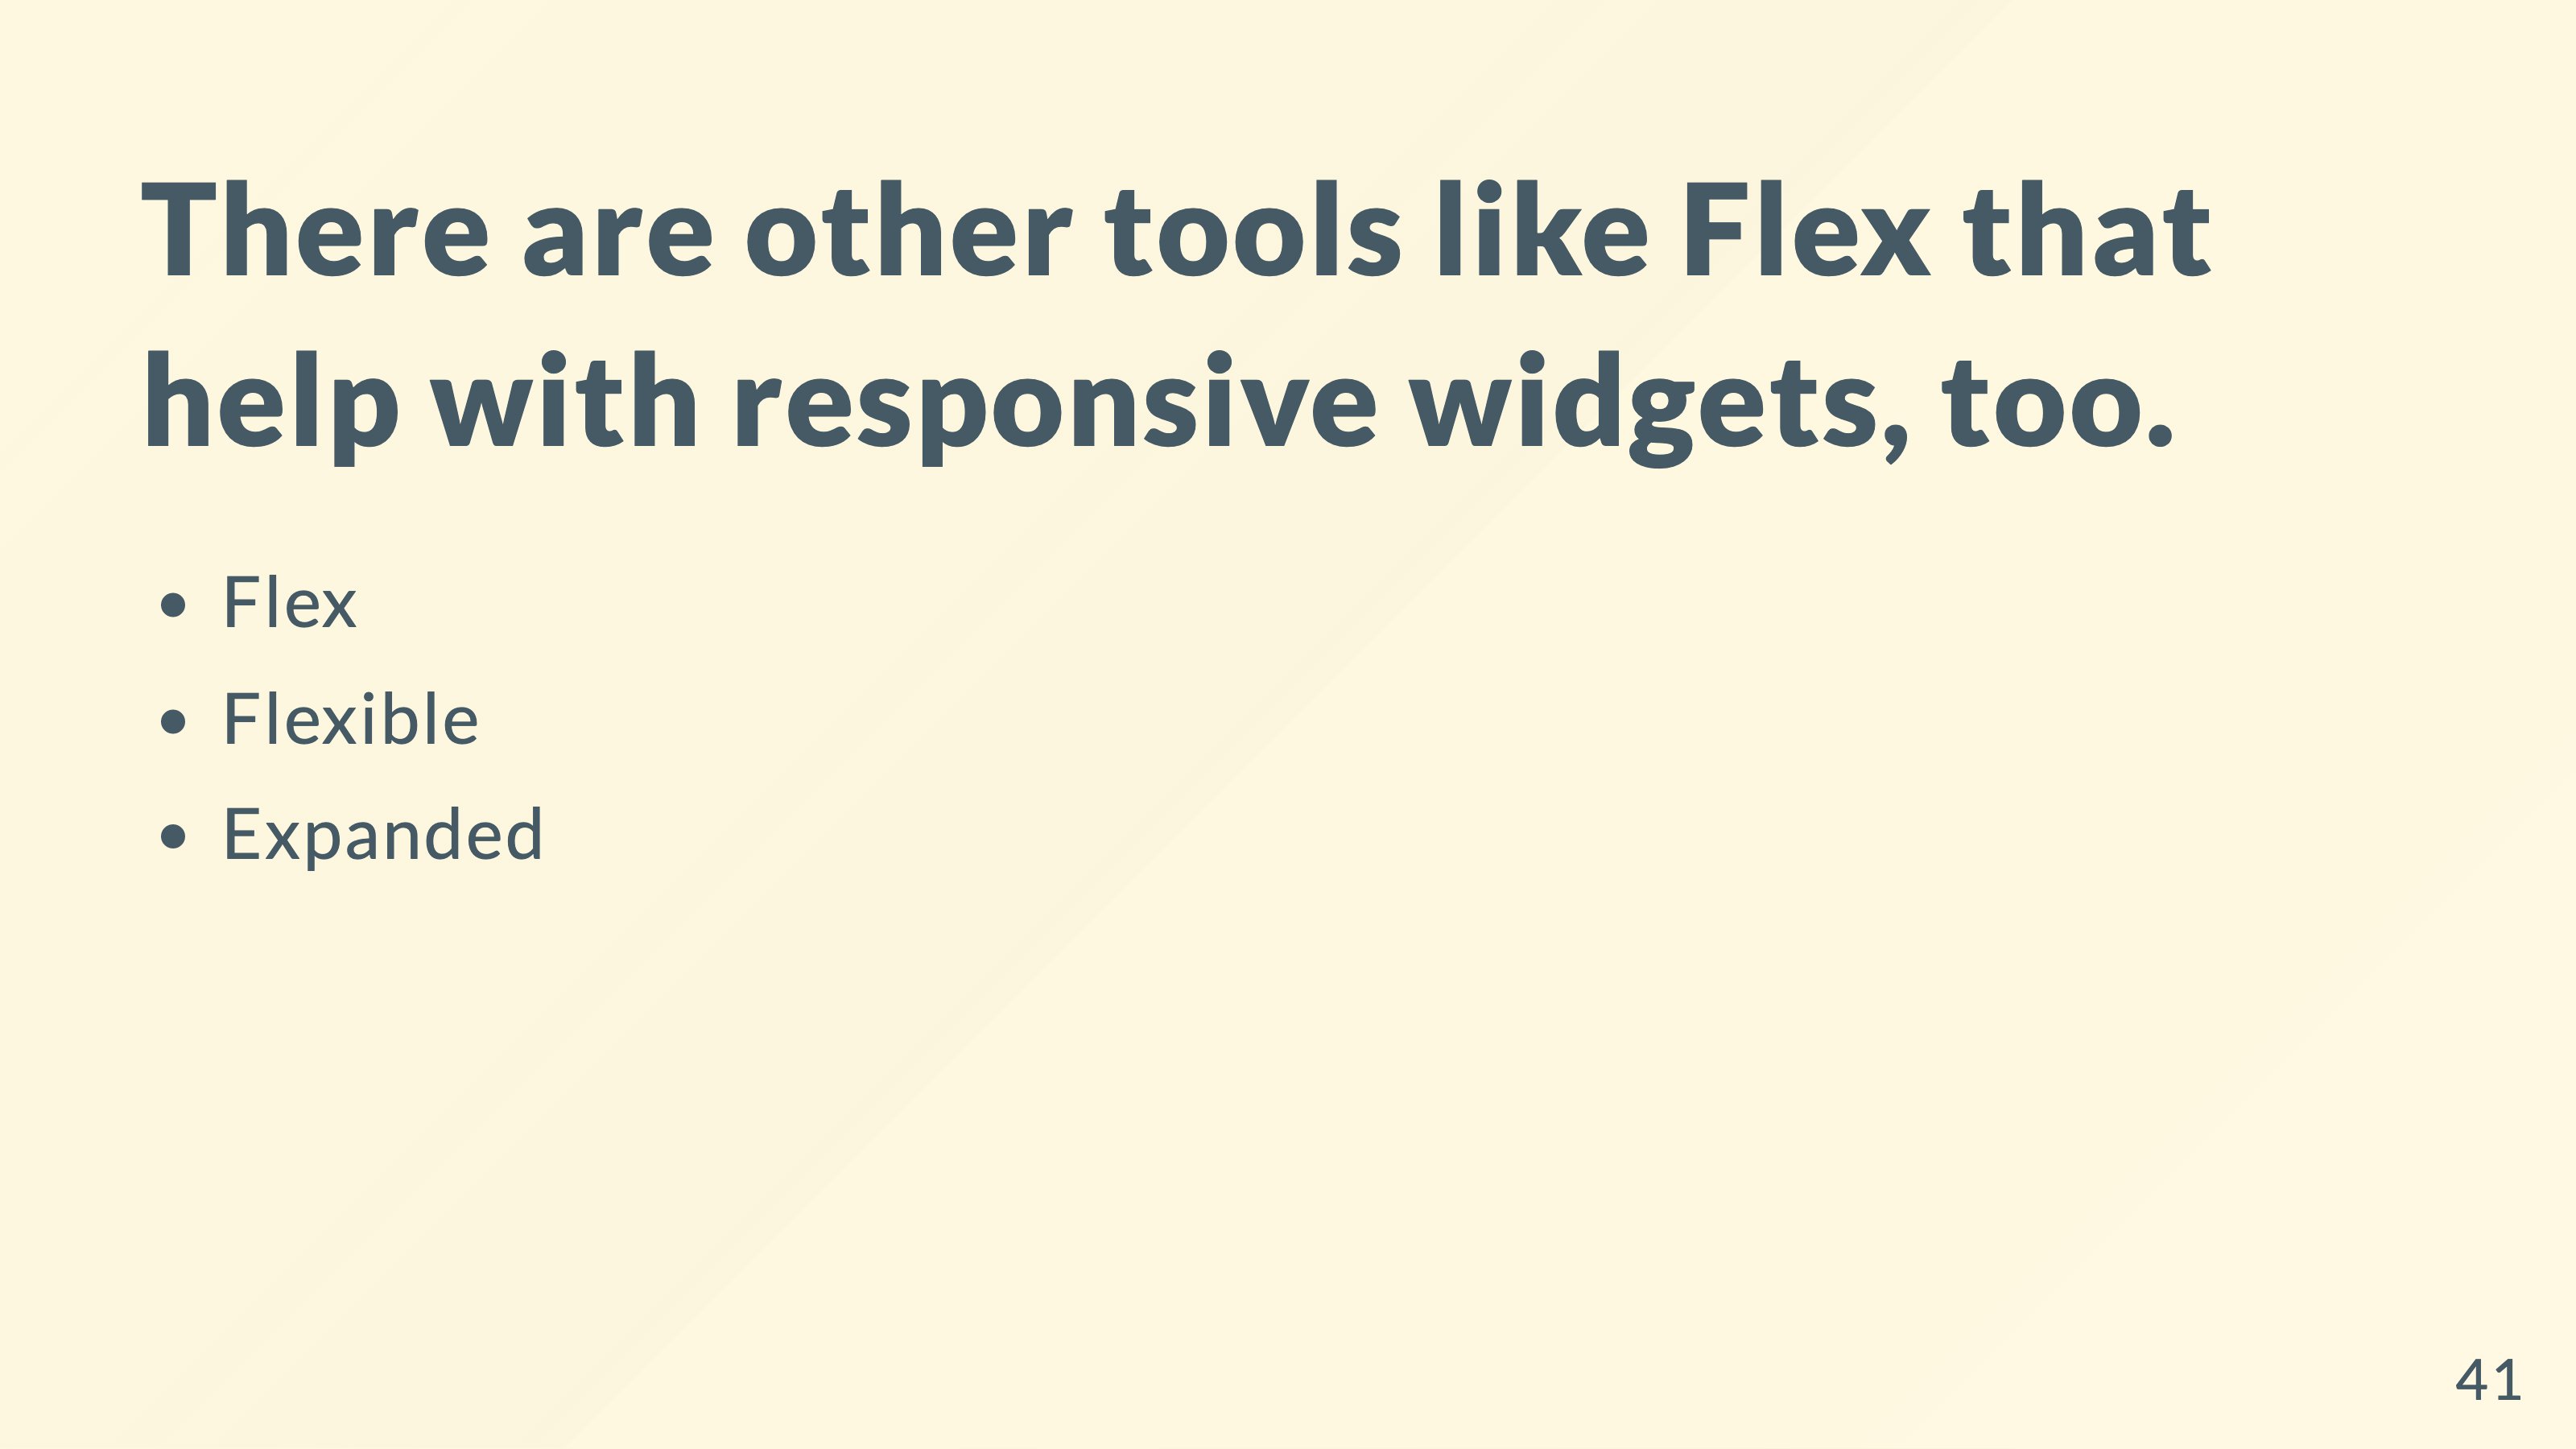 There are other tools like Flex that
help with responsive widgets, too.
• Flex
• Flexible
• Expanded
41